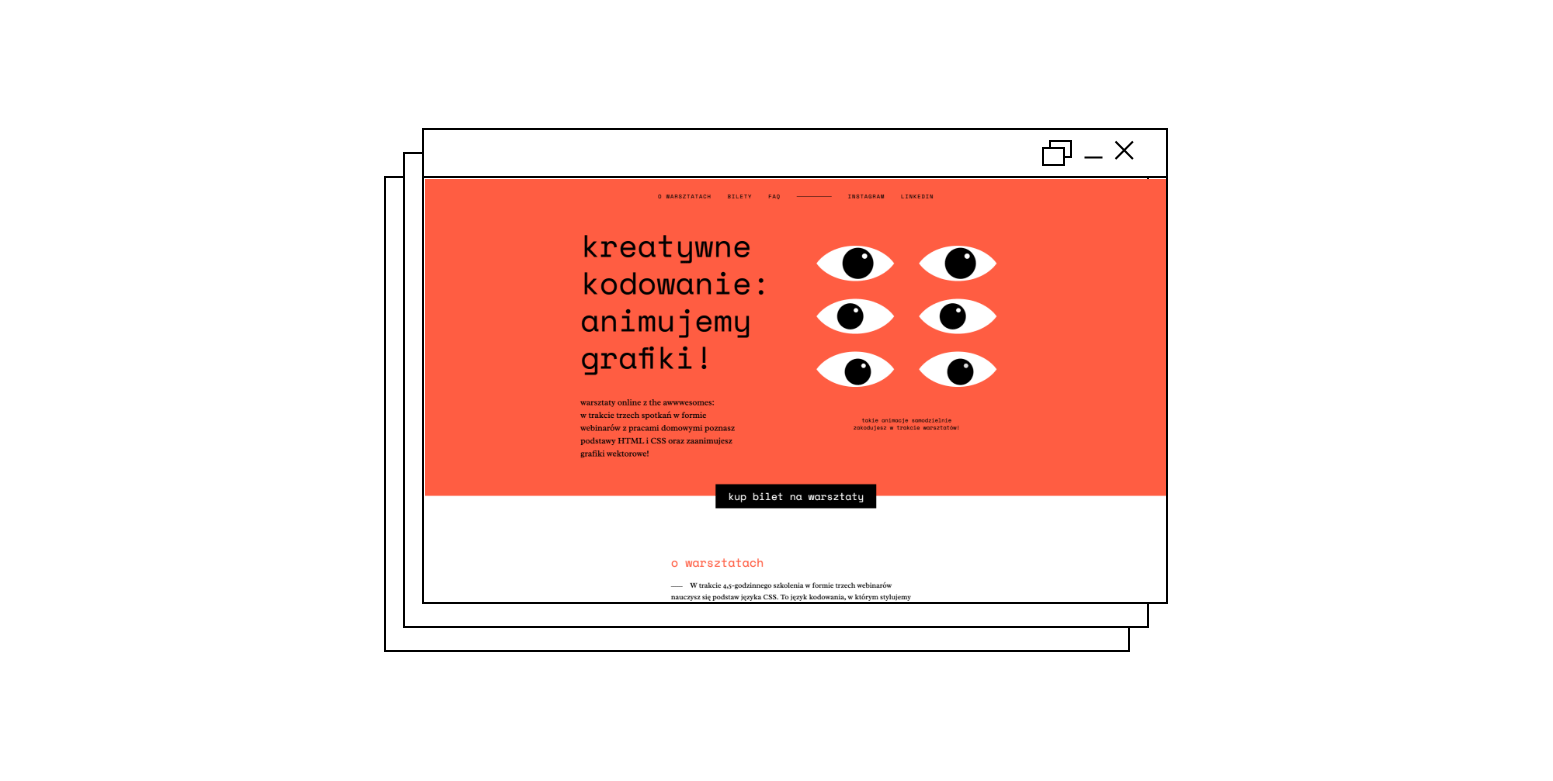 O WARSZTATACH BILETY FAQ INSTAGRAM LINKEDIN
kreatywne
kodowanie:
animujemy
grafiki!
warsztaty online z the awwwesomes:
w trakcie trzech spotkań w formie
webinarów z pracami domowymi poznasz
podstawy HTML i CSS oraz zaanimujesz
grafiki wektorowe!
takie animacje samodzielnie
zakodujesz w trakcie warsztatów!
kup bilet na warsztaty
o warsztatach
— W trakcie 4,5-godzinnego szkolenia w formie trzech webinarów
nauczysz się podstaw języka CSS. To język kodowania, w którym stylujemy